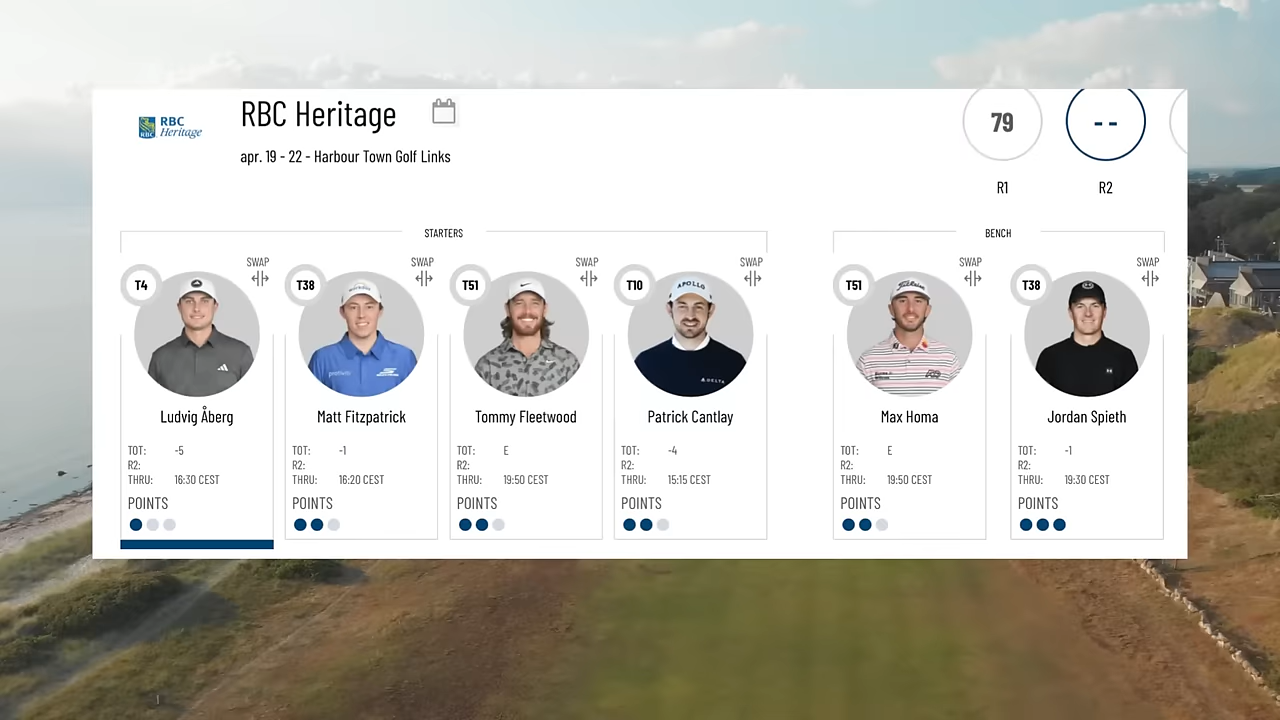 RBC
Heritage
RBC
RBC Heritage
apr. 19 - 22 - Harbour Town Golf Links
79
--
R1
R2
STARTERS
BENCH
SWAP
SWAP
SWAP
SWAP
SWAP
SWAP
T4
T38
T51
T10
T51
T38
APOLLO
Titleist
DELTA
Ludvig Åberg
Matt Fitzpatrick
Tommy Fleetwood
Patrick Cantlay
Max Homa
Jordan Spieth
TOT: -5
R2:
THRU: 16:30 CEST
POINTS
TOT: -1
R2:
THRU: 16:20 CEST
POINTS
TOT: E
R2:
THRU: 19:50 CEST
POINTS
TOT: -4
R2:
THRU: 15:15 CEST
POINTS
TOT: E
R2:
THRU: 19:50 CEST
POINTS
TOT: -1
R2:
THRU: 19:30 CEST
POINTS